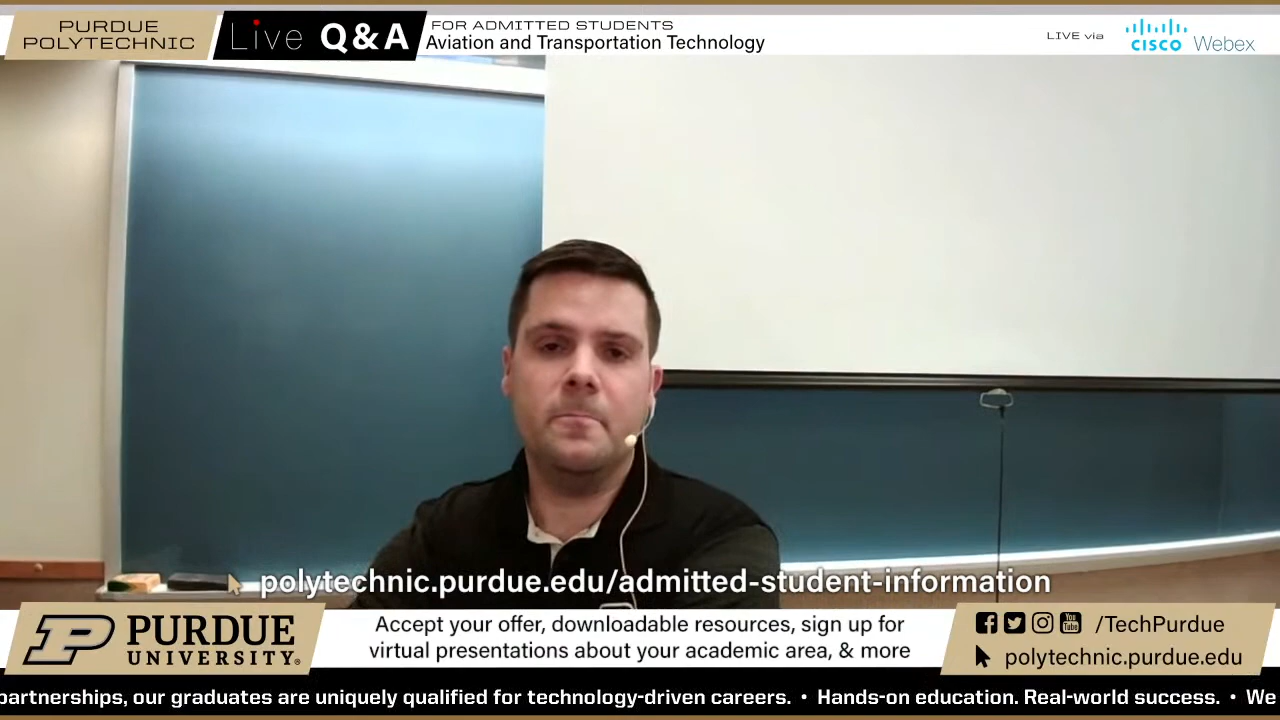 PURDUE
POLYTECHNIC
Live Q&A
FOR ADMITTED STUDENTS
Aviation and Transportation Technology
LIVE via
CISCO Webex
polytechnic.purdue.edu/admitted-student-information
P PURDUE
UNIVERSITY®
Accept your offer, downloadable resources, sign up for
virtual presentations about your academic area, & more
You Tube /TechPurdue
polytechnic.purdue.edu
partnerships, our graduates are uniquely qualified for technology-driven careers. • Hands-on education. Real-world success. • We